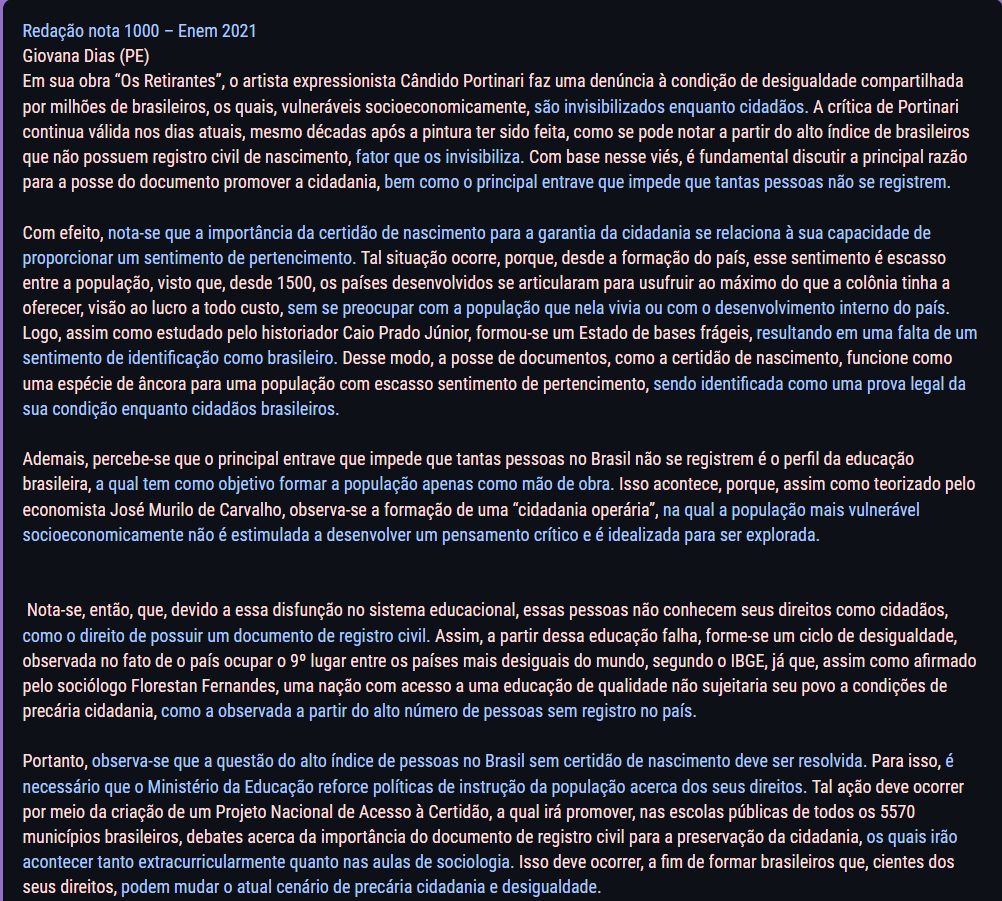 Redação nota 1000 – Enem 2021
Giovana Dias (PE)
Em sua obra “Os Retirantes”, o artista expressionista Cândido Portinari faz uma denúncia à condição de desigualdade compartilhada
por milhões de brasileiros, os quais, vulneráveis socioeconomicamente, são invisibilizados enquanto cidadãos. A crítica de Portinari
continua válida nos dias atuais, mesmo décadas após a pintura ter sido feita, como se pode notar a partir do alto índice de brasileiros
que não possuem registro civil de nascimento, fator que os invisibiliza. Com base nesse viés, é fundamental discutir a principal razão
para a posse do documento promover a cidadania, bem como o principal entrave que impede que tantas pessoas não se registrem.
Com efeito, nota-se que a importância da certidão de nascimento para a garantia da cidadania se relaciona à sua capacidade de
proporcionar um sentimento de pertencimento. Tal situação ocorre, porque, desde a formação do país, esse sentimento é escasso
entre a população, visto que, desde 1500, os países desenvolvidos se articularam para usufruir ao máximo do que a colônia tinha a
oferecer, visão ao lucro a todo custo, sem se preocupar com a população que nela vivia ou com o desenvolvimento interno do país.
Logo, assim como estudado pelo historiador Caio Prado Júnior, formou-se um Estado de bases frágeis, resultando em uma falta de um
sentimento de identificação como brasileiro. Desse modo, a posse de documentos, como a certidão de nascimento, funcione como
uma espécie de âncora para uma população com escasso sentimento de pertencimento, sendo identificada como uma prova legal da
sua condição enquanto cidadãos brasileiros.
Ademais, percebe-se que o principal entrave que impede que tantas pessoas no Brasil não se registrem é o perfil da educação
brasileira, a qual tem como objetivo formar a população apenas como mão de obra. Isso acontece, porque, assim como teorizado pelo
economista José Murilo de Carvalho, observa-se a formação de uma “cidadania operária”, na qual a população mais vulnerável
socioeconomicamente não é estimulada a desenvolver um pensamento crítico e é idealizada para ser explorada.
Nota-se, então, que, devido a essa disfunção no sistema educacional, essas pessoas não conhecem seus direitos como cidadãos,
como o direito de possuir um documento de registro civil. Assim, a partir dessa educação falha, forme-se um ciclo de desigualdade,
observada no fato de o país ocupar o 9º lugar entre os países mais desiguais do mundo, segundo o IBGE, já que, assim como afirmado
pelo sociólogo Florestan Fernandes, uma nação com acesso a uma educação de qualidade não sujeitaria seu povo a condições de
precária cidadania, como a observada a partir do alto número de pessoas sem registro no país.
Portanto, observa-se que a questão do alto índice de pessoas no Brasil sem certidão de nascimento deve ser resolvida. Para isso, é
necessário que o Ministério da Educação reforce políticas de instrução da população acerca dos seus direitos. Tal ação deve ocorrer
por meio da criação de um Projeto Nacional de Acesso à Certidão, a qual irá promover, nas escolas públicas de todos os 5570
municípios brasileiros, debates acerca da importância do documento de registro civil para a preservação da cidadania, os quais irão
acontecer tanto extracurricularmente quanto nas aulas de sociologia. Isso deve ocorrer, a fim de formar brasileiros que, cientes dos
seus direitos, podem mudar o atual cenário de precária cidadania e desigualdade.